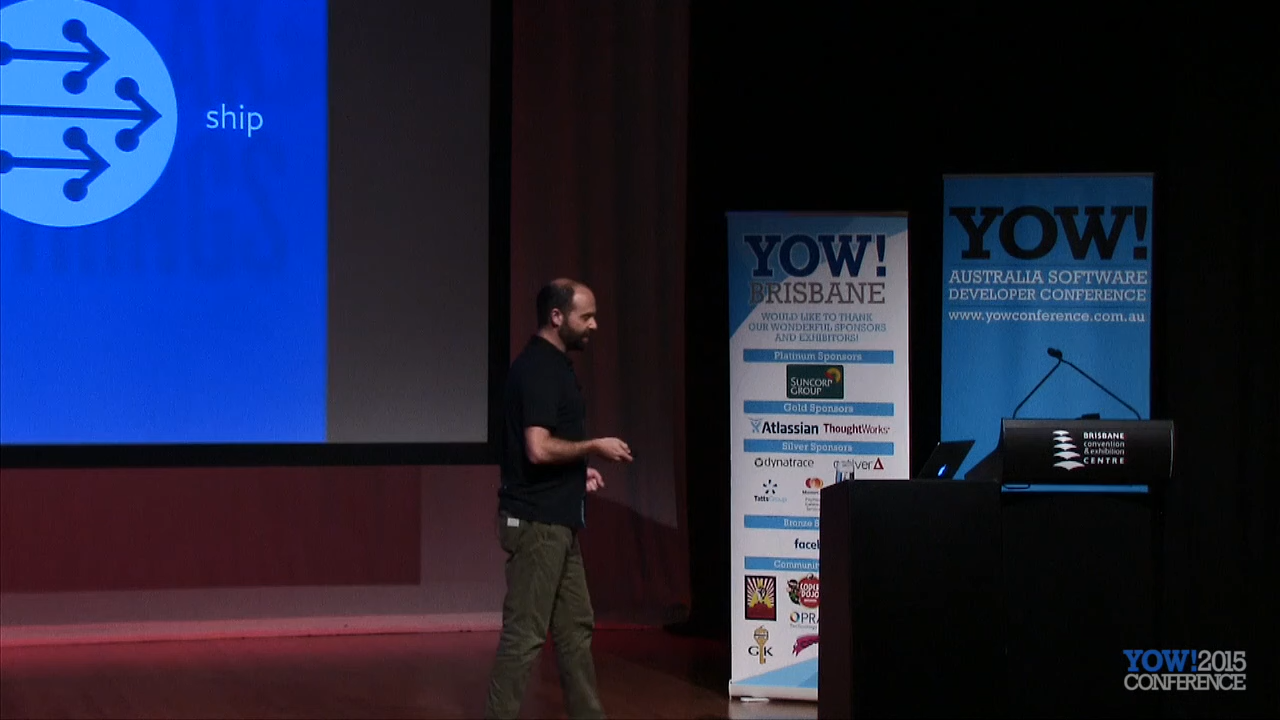 ship
YOW!
BRISBANE
WOULD LIKE TO THANK
OUR WONDERFUL SPONSORS
AND EXHIBITORS!
Platinum Sponsors
SUNCORP
GROUP
Gold Sponsors
Atlassian ThoughtWorks
Silver Sponsors
dynatrace
TattsGroup
Bronze S
faceb
Communi
YOW!
AUSTRALIA SOFTWARE
DEVELOPER CONFERENCE
www.yowconference.com.au
BRISBANE
convention
& exhibition
CENTRE
YOW! 2015
CONFERENCE